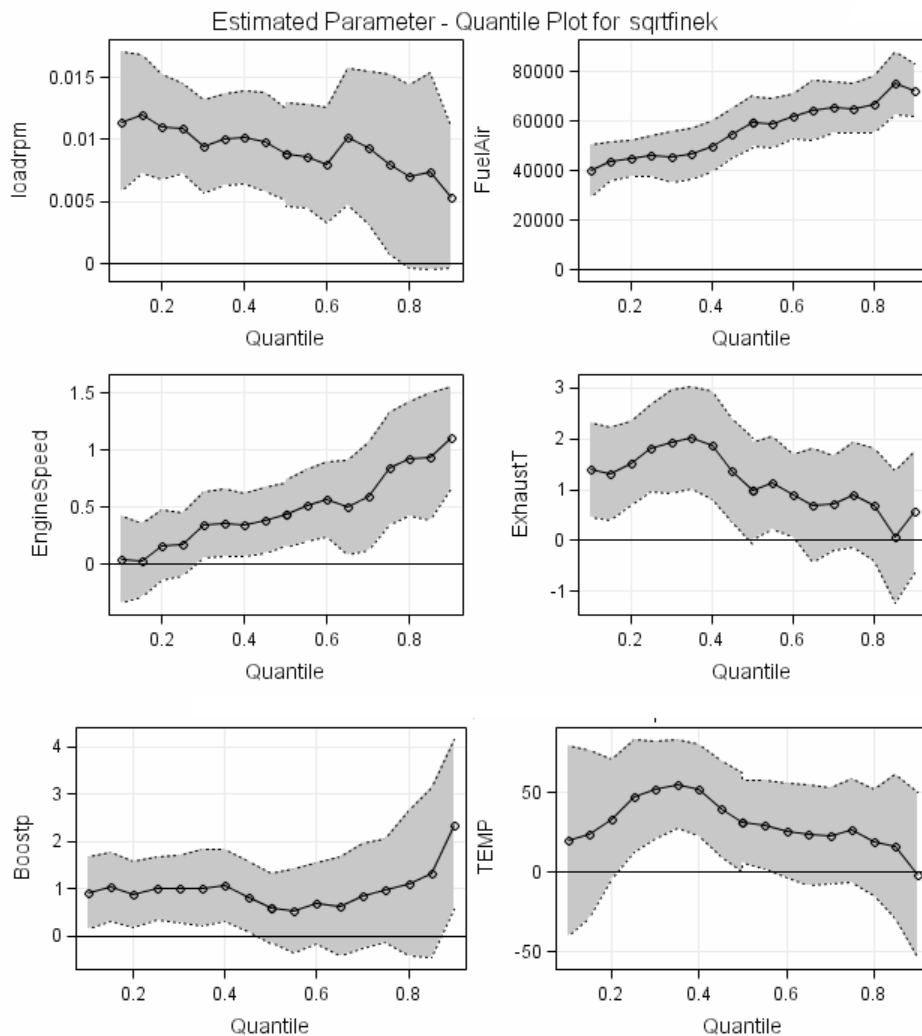 Estimated Parameter - Quantile Plot for sqrtfinek
loadrpm
0.015
0.01
0.005
0
0.2 0.4 0.6 0.8
Quantile
FuelAir
80000
60000
40000
20000
0
0.2 0.4 0.6 0.8
Quantile
EngineSpeed
1.5
1
0.5
0
0.2 0.4 0.6 0.8
Quantile
ExhaustT
3
2
1
0
-1
0.2 0.4 0.6 0.8
Quantile
Boostp
4
3
2
1
0
0.2 0.4 0.6 0.8
Quantile
TEMP
50
0
-50
0.2 0.4 0.6 0.8
Quantile